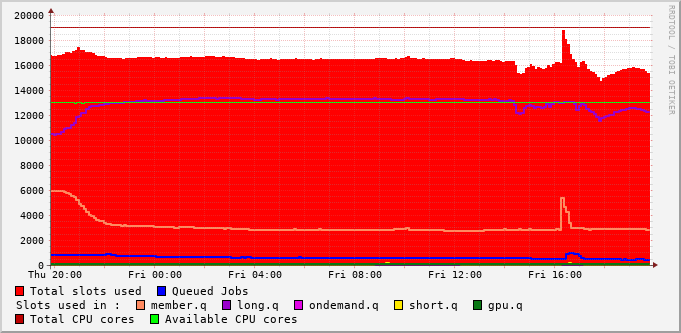 20000
18000
16000
14000
12000
10000
8000
6000
4000
2000
0
Thu 20:00 Fri 00:00 Fri 04:00 Fri 08:00 Fri 12:00 Fri 16:00
Total slots used Queued Jobs
Slots used in : member.q long.q ondemand.q short.q gpu.q
Total CPU cores Available CPU cores
RRDTOOL / TOBI OETIKER